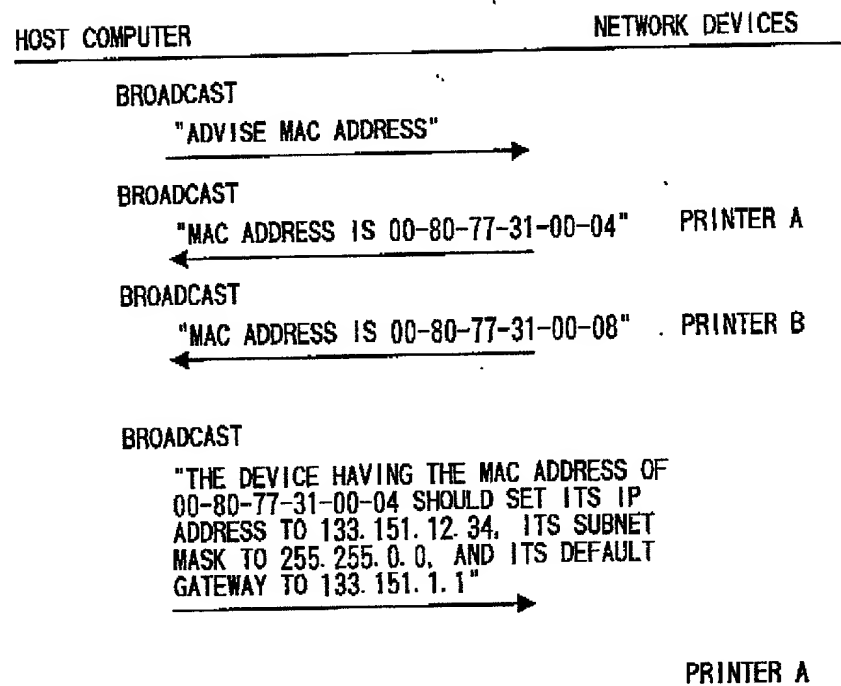 HOST COMPUTER NETWORK DEVICES
BROADCAST
"ADVISE MAC ADDRESS"
BROADCAST
"MAC ADDRESS IS 00-80-77-31-00-04" PRINTER A
BROADCAST
"MAC ADDRESS IS 00-80-77-31-00-08" PRINTER B
BROADCAST
"THE DEVICE HAVING THE MAC ADDRESS OF
00-80-77-31-00-04 SHOULD SET ITS IP
ADDRESS TO 133.151.12.34, ITS SUBNET
MASK TO 255.255.0.0, AND ITS DEFAULT
GATEWAY TO 133.151.1.1"
PRINTER A